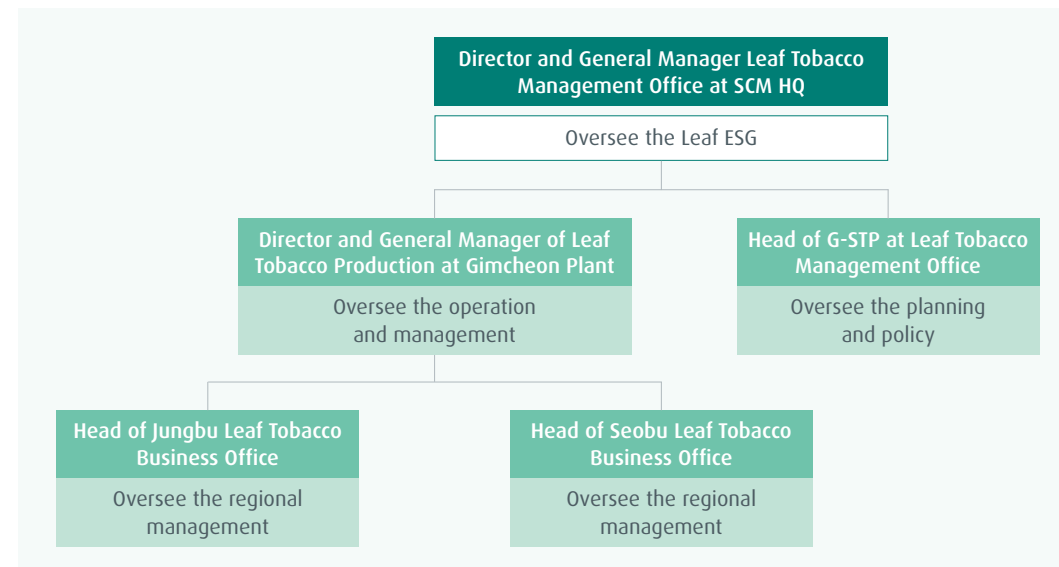 Director and General Manager Leaf Tobacco
Management Office at SCM HQ
Oversee the Leaf ESG
Director and General Manager of Leaf
Tobacco Production at Gimcheon Plant
Oversee the operation
and management
Head of G-STP at Leaf Tobacco
Management Office
Oversee the planning
and policy
Head of Jungbu Leaf Tobacco
Business Office
Oversee the regional
management
Head of Seobu Leaf Tobacco
Business Office
Oversee the regional
management